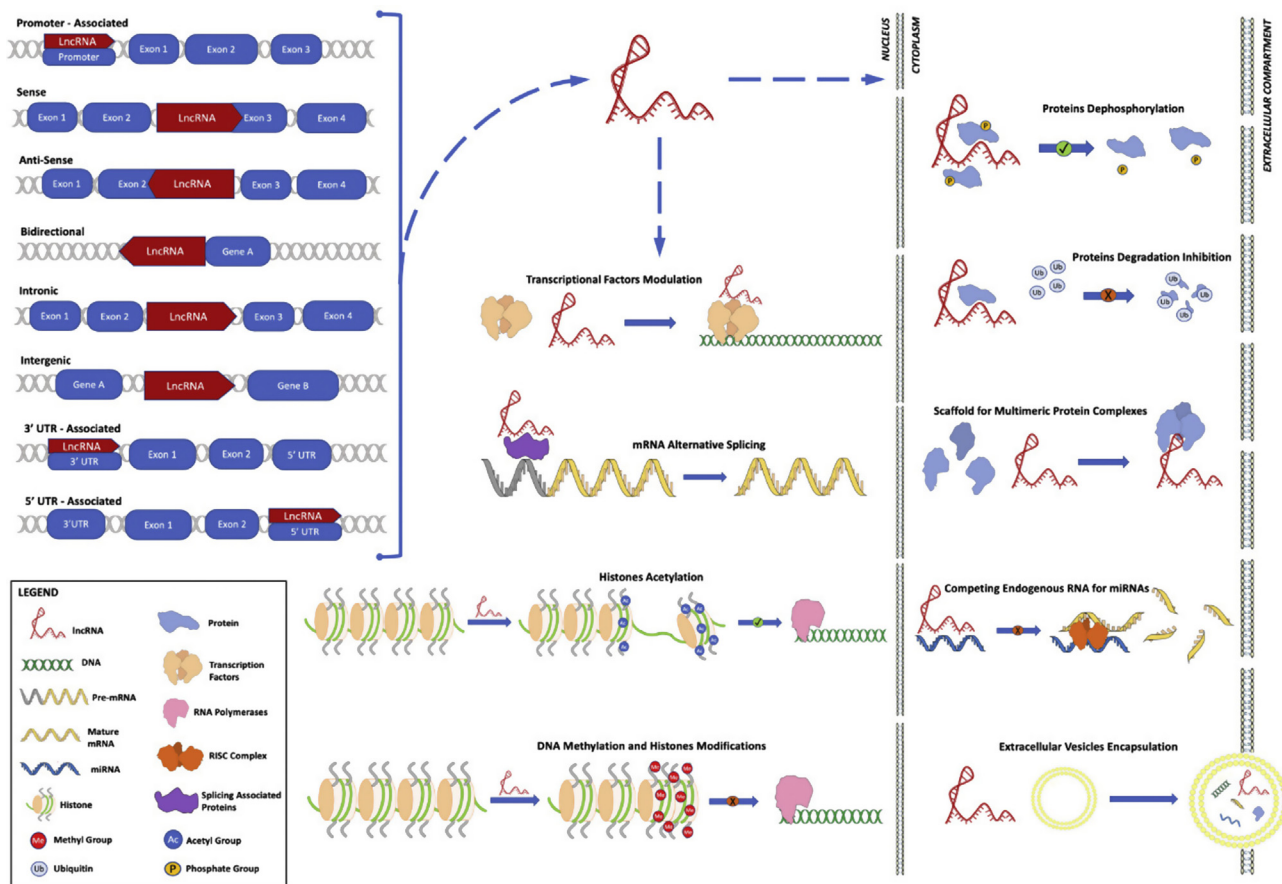 Promoter - Associated
LncRNA
Promoter
Exon 1
Exon 2
Exon 3
Sense
Exon 1
Exon 2
LncRNA
Exon 3
Exon 4
Anti-Sense
Exon 1
Exon 2
LncRNA
Exon 3
Exon 4
Bidirectional
LncRNA
Gene A
Intronic
Exon 1
Exon 2
LncRNA
Exon 3
Exon 4
Intergenic
Gene A
LncRNA
Gene B
3' UTR - Associated
LncRNA
3' UTR
Exon 1
Exon 2
5' UTR
5' UTR - Associated
3'UTR
Exon 1
Exon 2
LncRNA
5' UTR
LEGEND
lncRNA
DNA
Pre-mRNA
Mature
mRNA
miRNA
Histone
Me
Methyl Group
Ub
Ubiquitin
Protein
Transcription
Factors
RNA Polymerases
RISC Complex
Splicing Associated
Proteins
Ac
Acetyl Group
P
Phosphate Group
Transcriptional Factors Modulation
mRNA Alternative Splicing
Histones Acetylation
Ac
Ac
Ac
Ac
Ac
Ac
Ac
Ac
DNA Methylation and Histones Modifications
Me
Me
Me
Me
Me
Me
Me
Me
Me
Me
X
NUCLEUS
CYTOPLASM
EXTRACELLULAR COMPARTMENT
Proteins Dephosphorylation
P
P
P
P
Proteins Degradation Inhibition
Ub
Ub
Ub
Ub
X
Ub
Ub
Ub
Scaffold for Multimeric Protein Complexes
Competing Endogenous RNA for miRNAs
X
Extracellular Vesicles Encapsulation